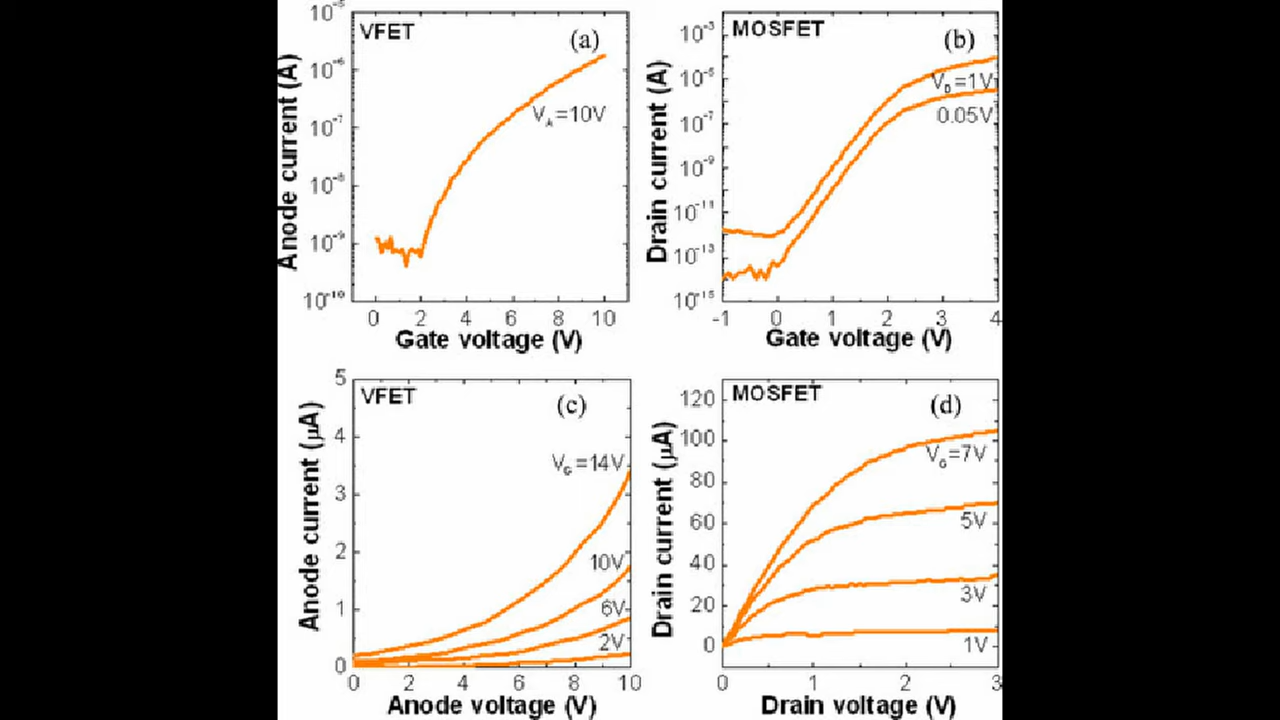 VFET
(a)
10⁻⁵
10⁻⁶
10⁻⁷
10⁻⁸
10⁻⁹
10⁻¹⁰
Anode current (A)
V_A=10V
0 2 4 6 8 10
Gate voltage (V)
MOSFET
(b)
10⁻³
10⁻⁵
10⁻⁷
10⁻⁹
10⁻¹¹
10⁻¹³
10⁻¹⁵
Drain current (A)
V_D=1V
0.05V
-1 0 1 2 3 4
Gate voltage (V)
VFET
(c)
5
4
3
2
1
0
Anode current (μA)
V_G=14V
10V
6V
2V
0 2 4 6 8 10
Anode voltage (V)
MOSFET
(d)
120
100
80
60
40
20
0
Drain current (μA)
V_G=7V
5V
3V
1V
0 1 2 3
Drain voltage (V)